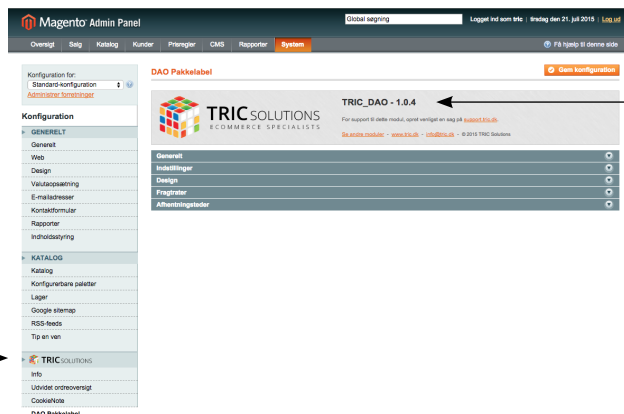 Magento® Admin Panel
Global søgning
Logget ind som tric | tirsdag den 21. juli 2015 | Log ud
Oversigt Salg Katalog Kunder Prisregler CMS Rapporter System
Få hjælp til denne side
Konfiguration for:
Standard-konfiguration
Administrer forretninger
Konfiguration
GENERELT
Generelt
Web
Design
Valutaopsætning
E-mailadresser
Kontaktformular
Rapporter
Indholdsstyring
KATALOG
Katalog
Konfigurerbare paletter
Lager
Google sitemap
RSS-feeds
Tip en ven
TRIC SOLUTIONS
Info
Udvidet ordreoversigt
CookieNote
DAO Pakkelabel
DAO Pakkelabel
Gem konfiguration
TRIC SOLUTIONS
ECOMMERCE SPECIALISTS
TRIC_DAO - 1.0.4
For support til dette modul, opret venligst en sag på support.tric.dk.
Se andre moduler - www.tric.dk - info@tric.dk - © 2015 TRIC Solutions
Generelt
Indstillinger
Design
Fragtrater
Afhentningsteder